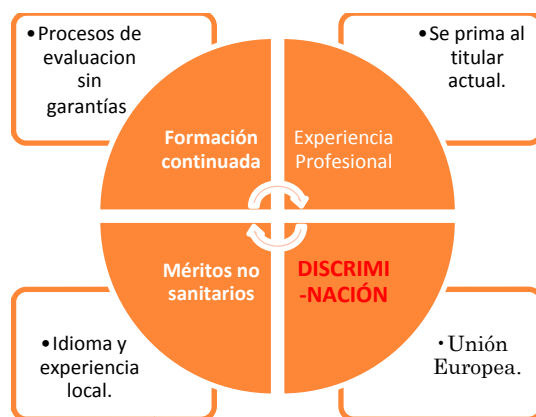 •Procesos de
evaluacion sin
garantías
•Se prima al
titular
actual.
Formación
continuada
Experiencia
Profesional
Méritos no
sanitarios
DISCRIMI
-NACIÓN
•Idioma y
experiencia
local.
•Unión
Europea.